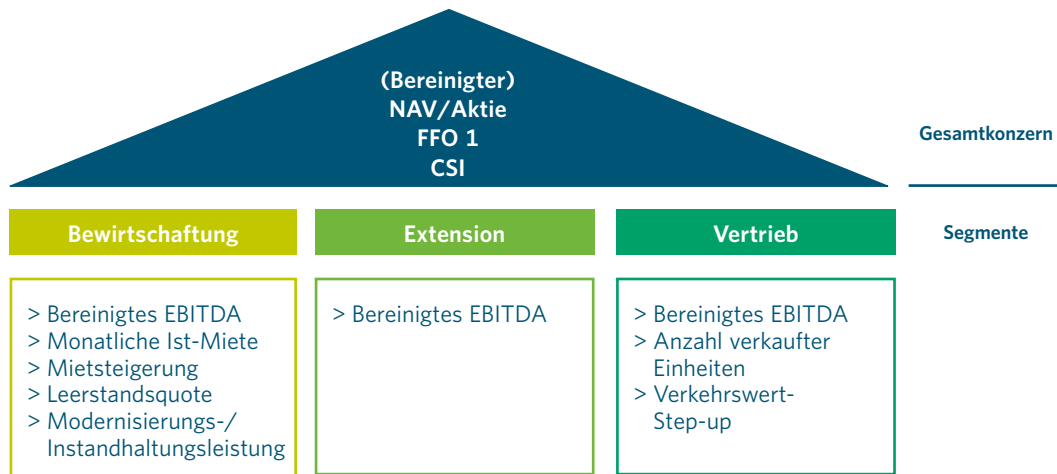 (Bereinigter)
NAV/Aktie
FFO 1
CSI
Gesamtkonzern
Bewirtschaftung
Extension
Vertrieb
Segmente
> Bereinigtes EBITDA
> Monatliche Ist-Miete
> Mietsteigerung
> Leerstandsquote
> Modernisierungs-/
Instandhaltungsleistung
> Bereinigtes EBITDA
> Bereinigtes EBITDA
> Anzahl verkaufter
Einheiten
> Verkehrswert-
Step-up